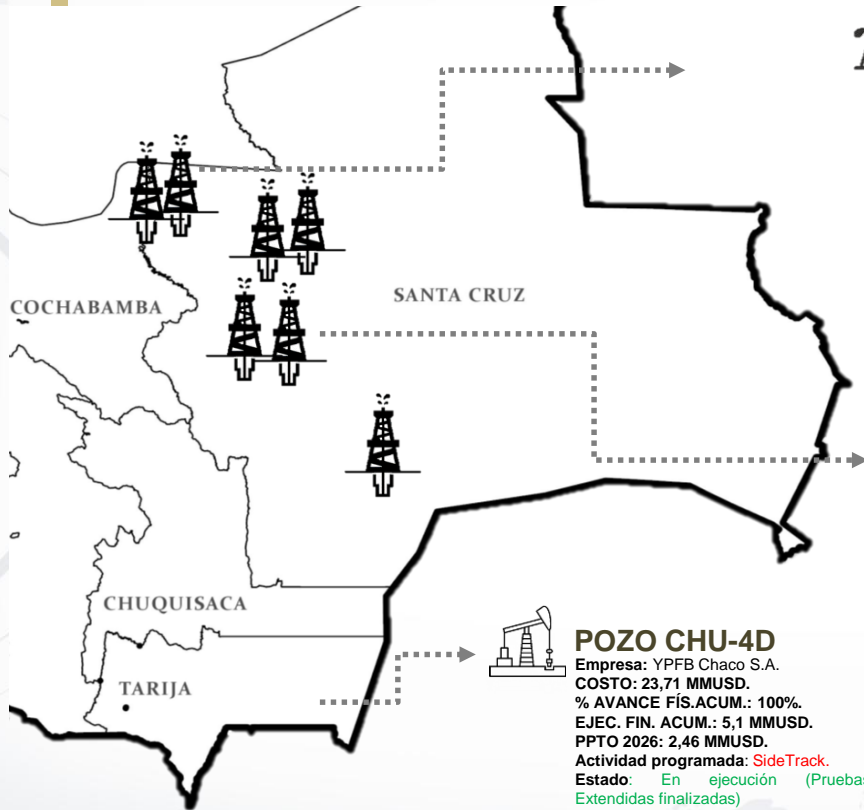 COCHABAMBA
SANTA CRUZ
CHUQUISACA
TARIJA
POZO CHU-4D
Empresa: YPFB Chaco S.A.
COSTO: 23,71 MMUSD.
% AVANCE FÍS.ACUM.: 100%.
EJEC. FIN. ACUM.: 5,1 MMUSD.
PPTO 2026: 2,46 MMUSD.
Actividad programada: SideTrack.
Estado: En ejecución (Pruebas
Extendidas finalizadas)